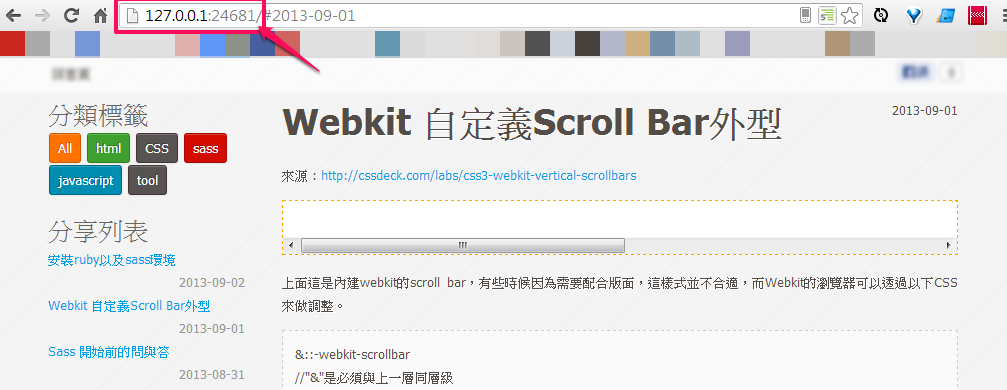 127.0.0.1:24681/#2013-09-01
分類標籤
All html CSS sass
javascript tool
分享列表
安裝ruby以及sass環境
2013-09-02
Webkit 自定義Scroll Bar外型
2013-09-01
Sass 開始前的問與答
2013-08-31
Webkit 自定義Scroll Bar外型
2013-09-01
來源：http://cssdeck.com/labs/css3-webkit-vertical-scrollbars
上面這是內建webkit的scroll bar，有些時候因為需要配合版面，這樣式並不合適，而Webkit的瀏覽器可以透過以下CSS
來做調整。
&::-webkit-scrollbar
//"&"是必須與上一層同層級